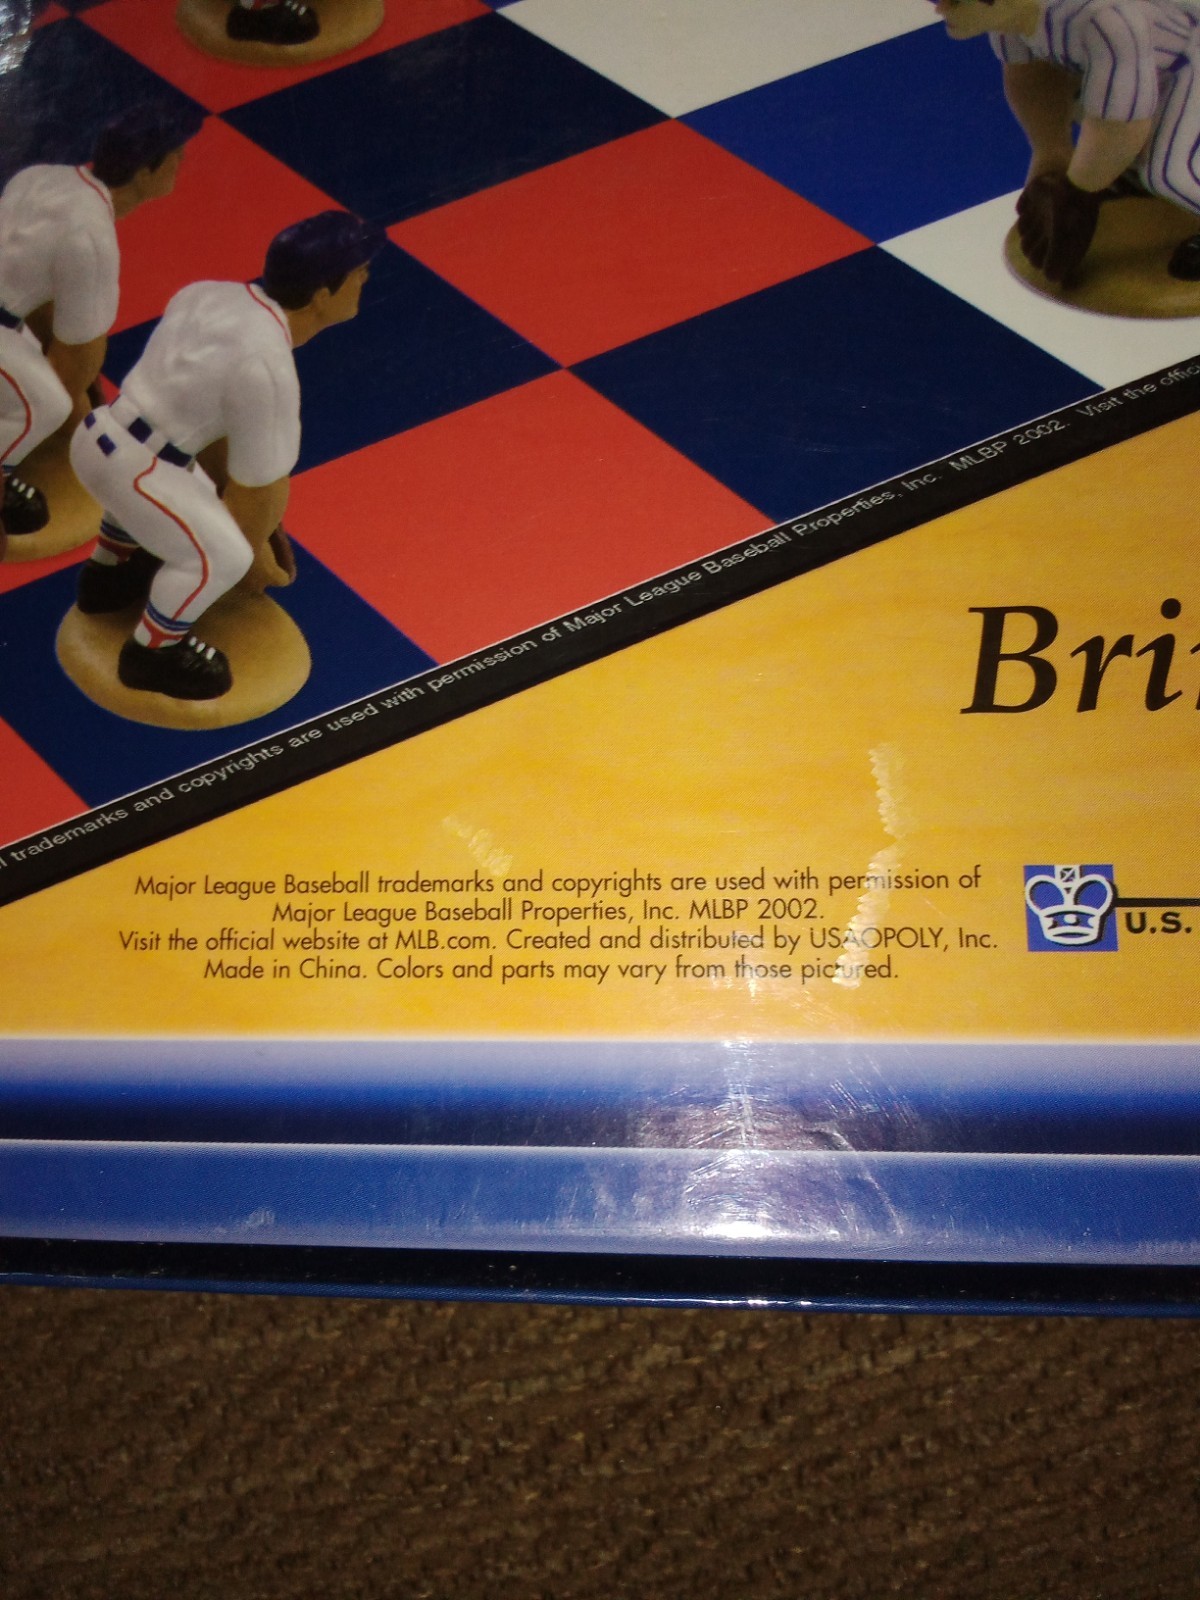 trademarks and copyrights are used with permission of Major League Baseball Properties, Inc. MLBP 2002. Visit the
Major League Baseball trademarks and copyrights are used with permission of
Major League Baseball Properties, Inc. MLBP 2002.
Visit the official website at MLB.com. Created and distributed by USAOPOLY, Inc.
Made in China. Colors and parts may vary from those pictured.
U.S.